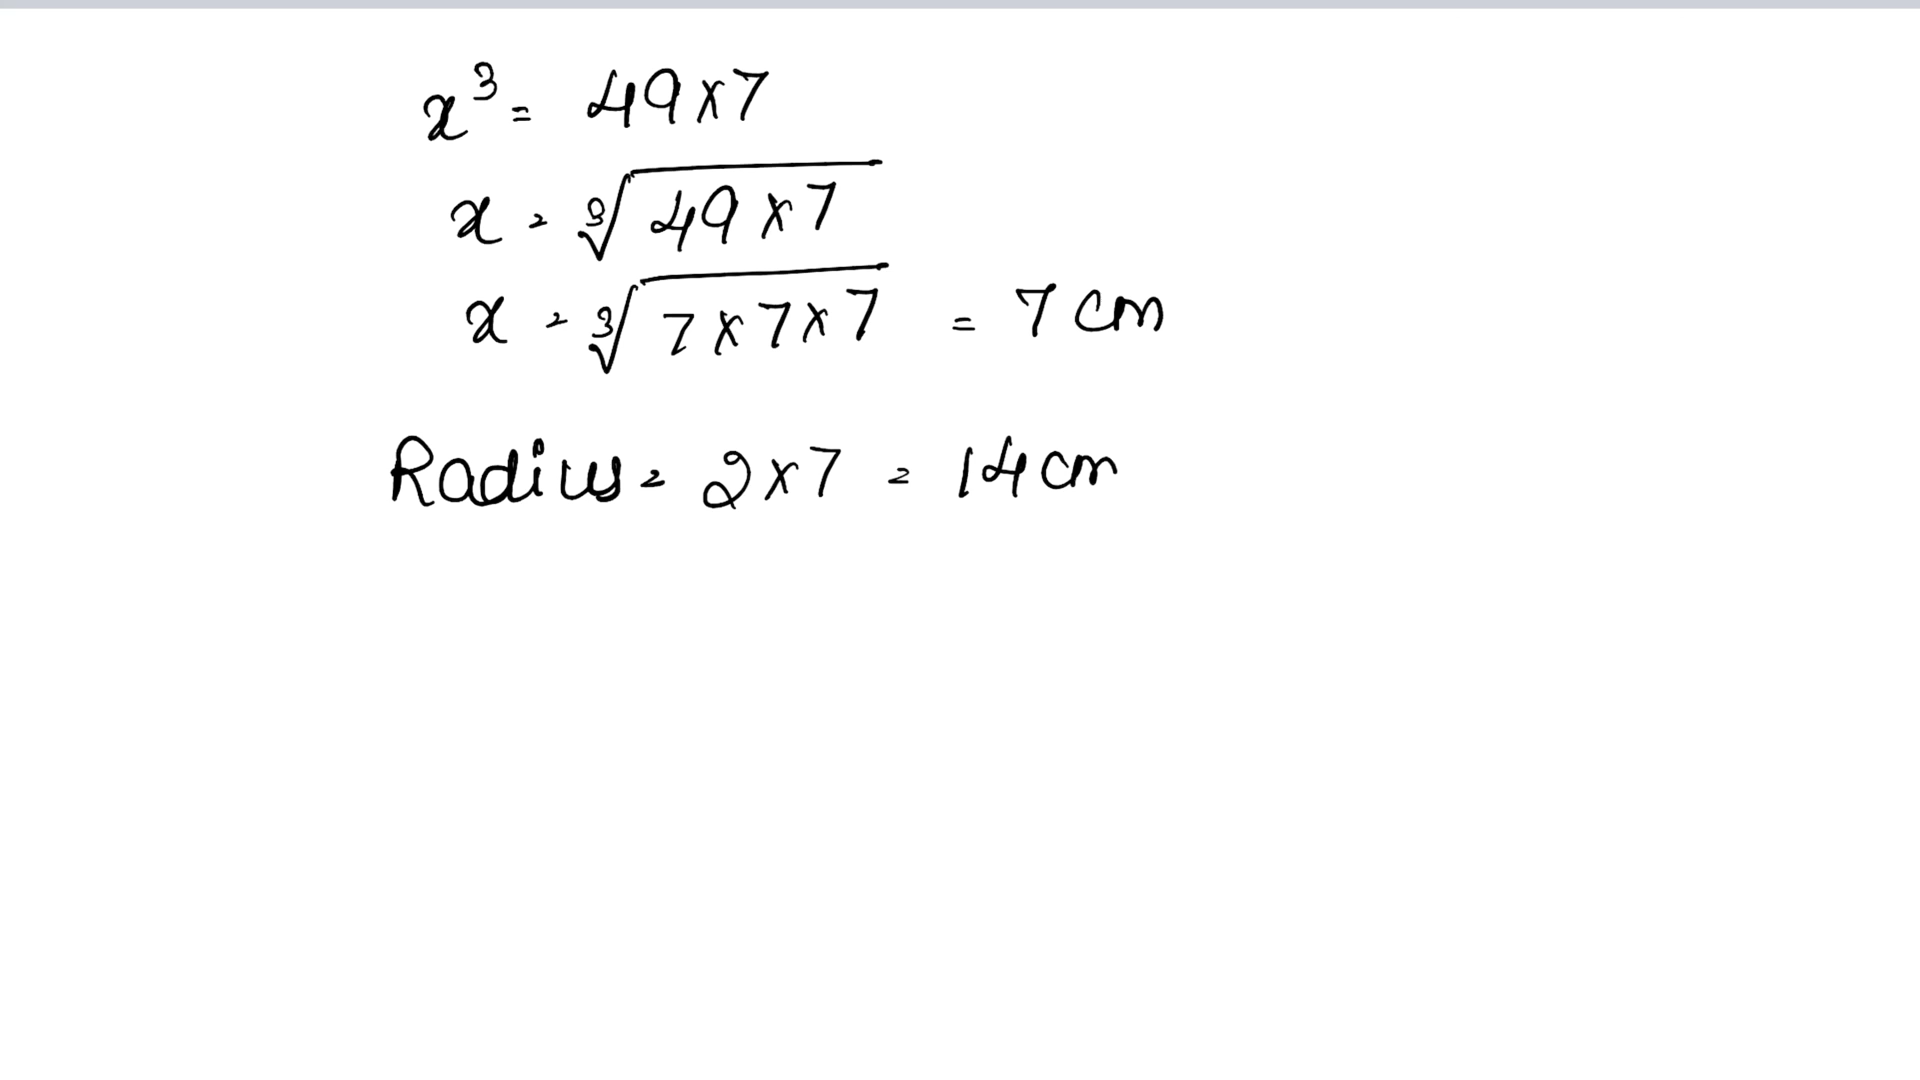 x³ = 49×7
x = ∛49×7
x = ∛7×7×7 = 7 cm
Radius = 2×7 = 14 cm